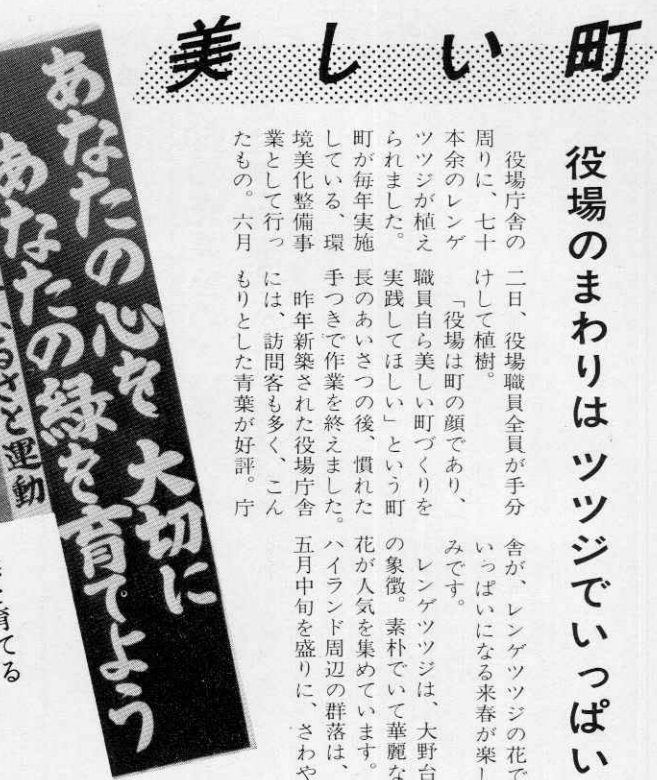 美しい町
役場のまわりは ツツジでいっぱい
役場庁舎の
周りに、七十
本余のレンゲ
ツツジが植え
られました。
町が毎年実施
している、環
境美化整備事
業として行っ
たもの。六月
二日、役場職員全員が手分
けして植樹。
「役場は町の顔であり、
職員自ら美しい町づくりを
実践してほしい」という町
長のあいさつの後、慣れた
手つきで作業を終えました。
昨年新築された役場庁舎
には、訪問客も多く、こん
もりとした青葉が好評。庁
舎が、レンゲツツジの花で
いっぱいになる来春が楽し
みです。
レンゲツツジは、大野台
の象徴。素朴でいて華麗な
花が人気を集めています。
ハイランド周辺の群落は、
五月中旬を盛りに、さわや
あなたの心を 大切に
あなたの緑を育てよう
るさと運動
育てる